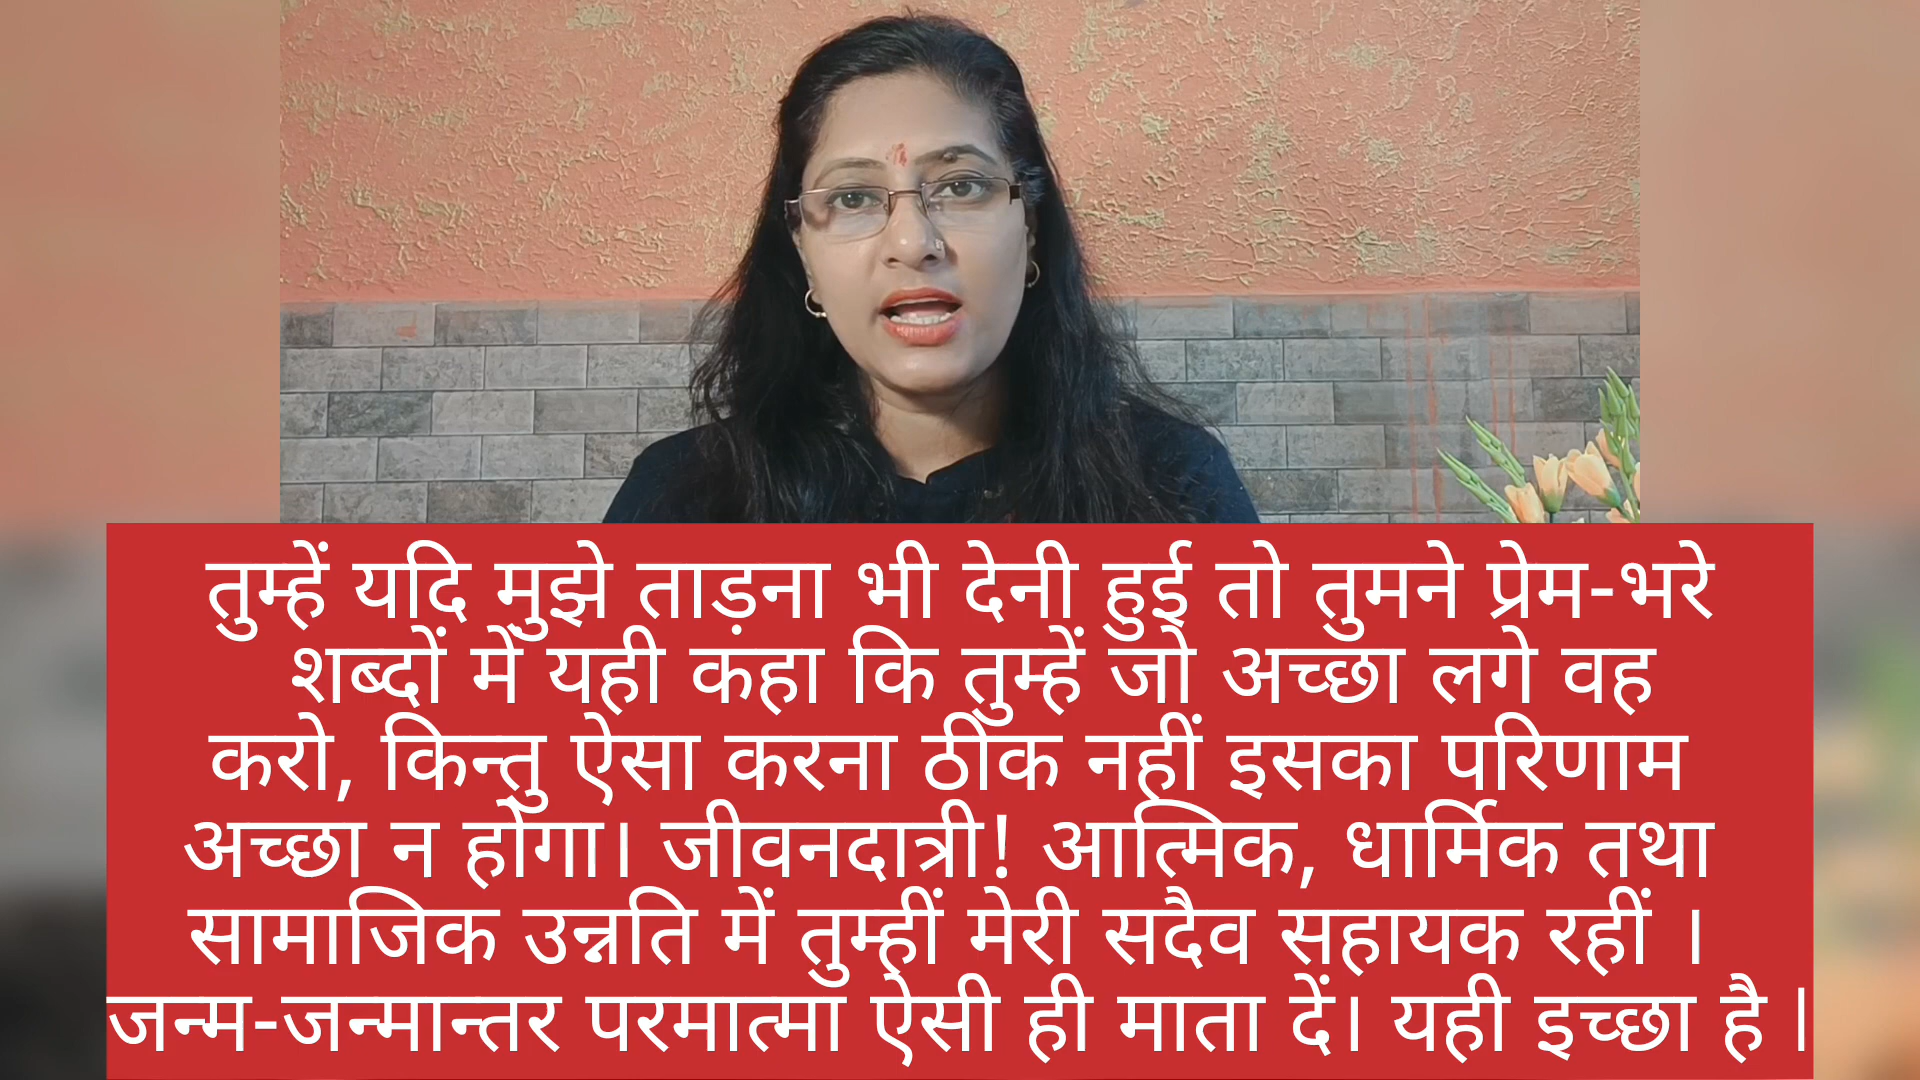 तुम्हें यदि मुझे ताड़ना भी देनी हुई तो तुमने प्रेम-भरे
शब्दों में यही कहा कि तुम्हें जो अच्छा लगे वह
करो, किन्तु ऐसा करना ठीक नहीं इसका परिणाम
अच्छा न होगा। जीवनदात्री! आत्मिक, धार्मिक तथा
सामाजिक उन्नति में तुम्हीं मेरी सदैव सहायक रहीं ।
जन्म-जन्मान्तर परमात्मा ऐसी ही माता दें। यही इच्छा है |